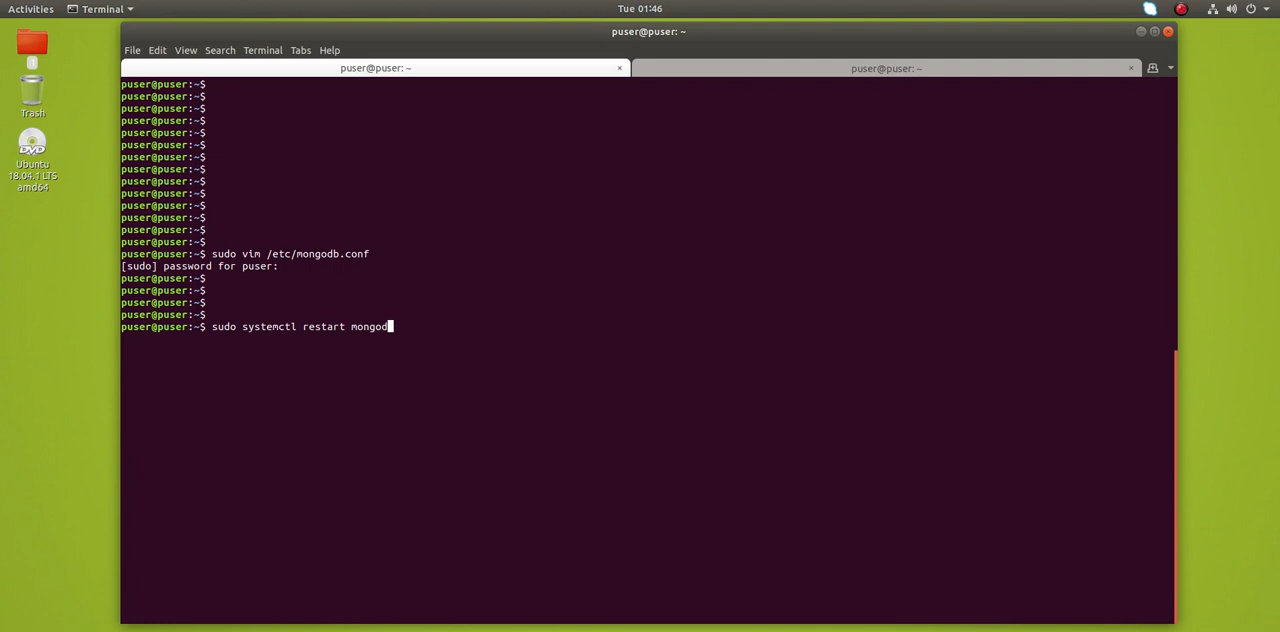 Activities Terminal Tue 01:46
puser@puser: ~
File Edit View Search Terminal Tabs Help
puser@puser: ~ × puser@puser: ~ ×
1
Trash
Ubuntu
18.04.1 LTS
amd64
puser@puser:~$
puser@puser:~$
puser@puser:~$
puser@puser:~$
puser@puser:~$
puser@puser:~$
puser@puser:~$
puser@puser:~$
puser@puser:~$
puser@puser:~$
puser@puser:~$
puser@puser:~$
puser@puser:~$
puser@puser:~$
puser@puser:~$ sudo vim /etc/mongodb.conf
[sudo] password for puser:
puser@puser:~$
puser@puser:~$
puser@puser:~$
puser@puser:~$
puser@puser:~$ sudo systemctl restart mongod